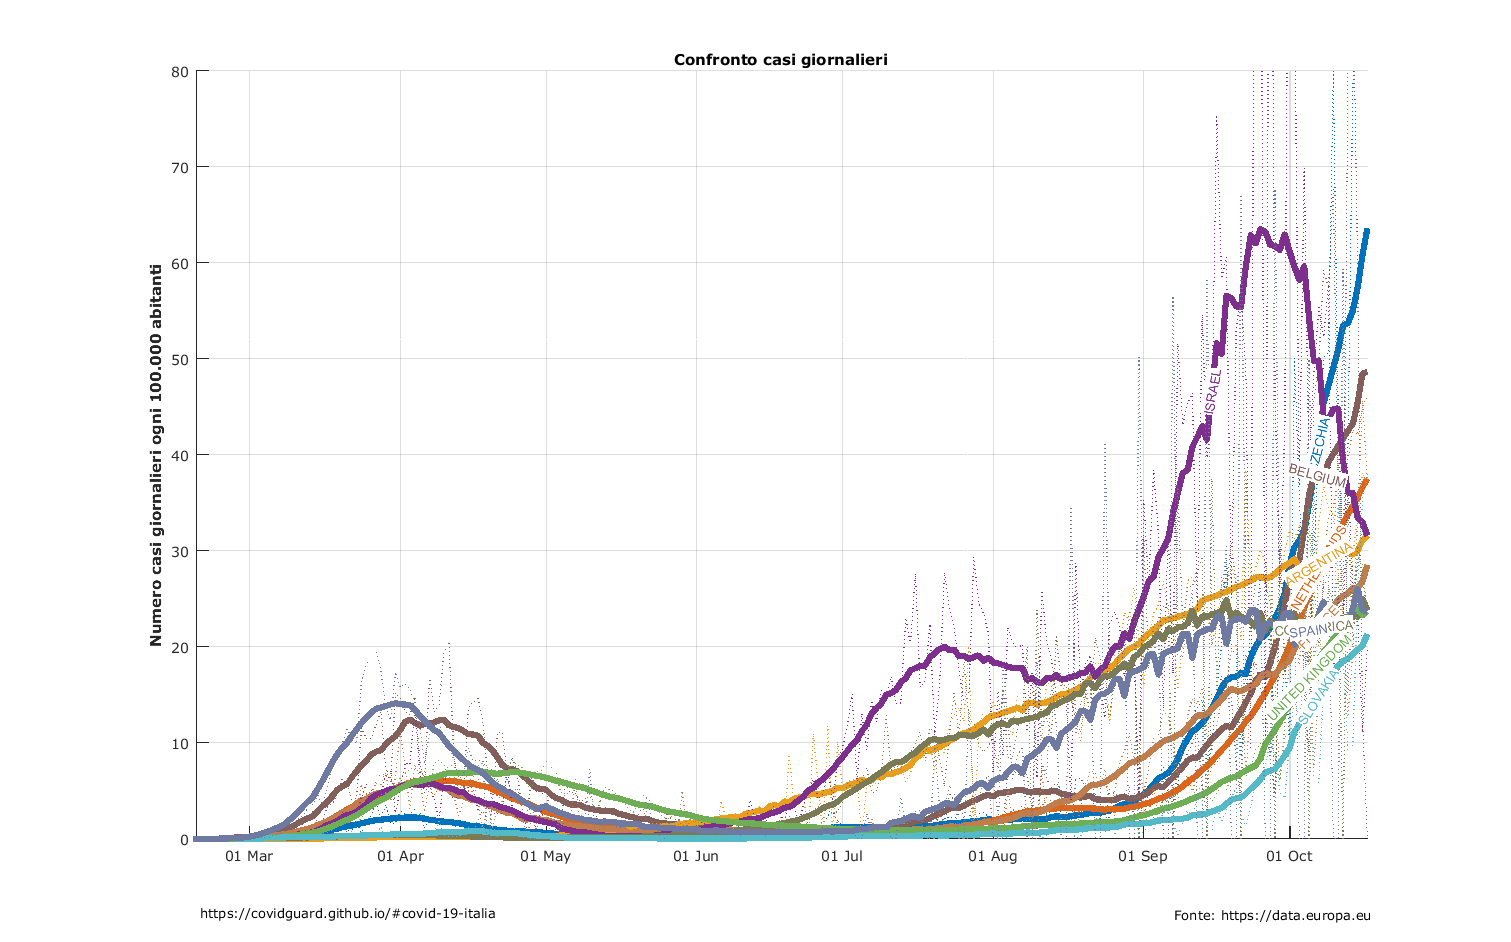 Confronto casi giornalieri
Numero casi giornalieri ogni 100.000 abitanti
80
70
60
50
40
30
20
10
0
ISRAEL
ZECHIA
BELGIUM
ARGENTINA
SPAIN
UNITED KINGDOM
SLOVAKIA
01 Mar
01 Apr
01 May
01 Jun
01 Jul
01 Aug
01 Sep
01 Oct
https://covidguard.github.io/#covid-19-italia
Fonte: https://data.europa.eu